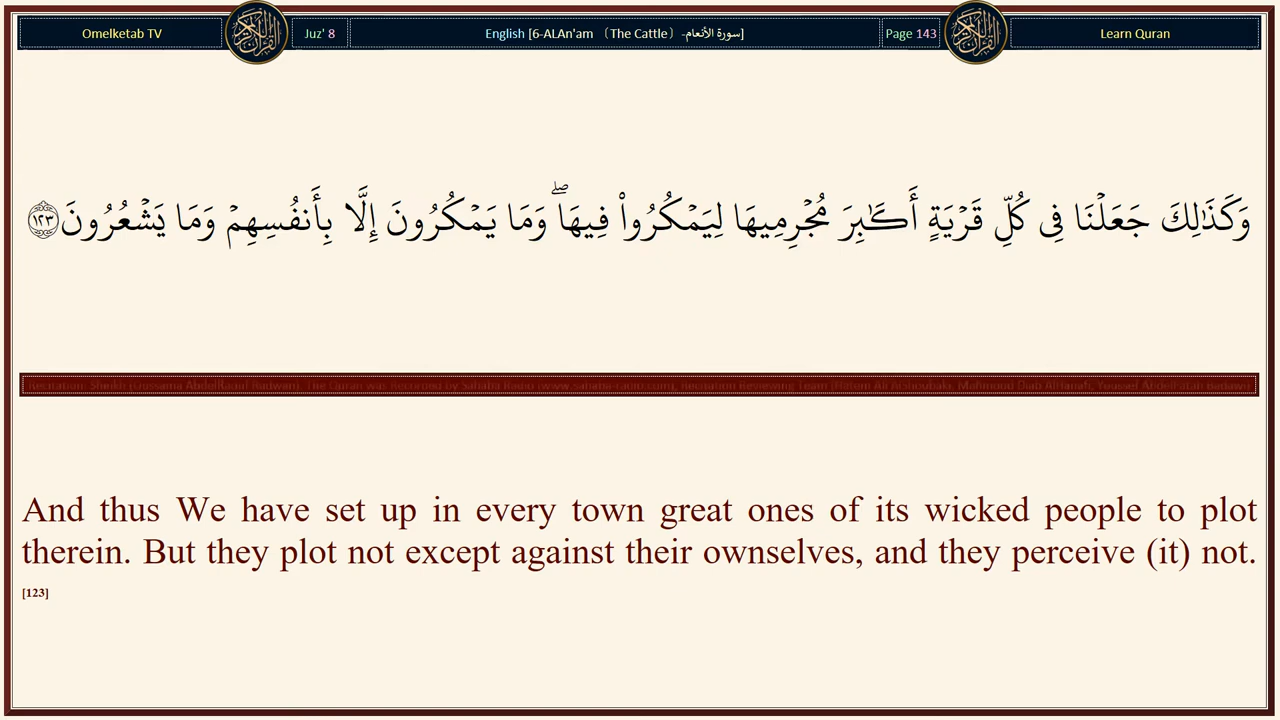 Omelketab TV
Juz' 8
English [6-ALAn'am (The Cattle) -سورة الأنعام]
Page 143
Learn Quran
وَكَذَٰلِكَ جَعَلْنَا فِى كُلِّ قَرْيَةٍ أَكَـٰبِرَ مُجْرِمِيهَا لِيَمْكُرُوا۟ فِيهَا ۖ وَمَا يَمْكُرُونَ إِلَّا بِأَنفُسِهِمْ وَمَا يَشْعُرُونَ ١٢٣
And thus We have set up in every town great ones of its wicked people to plot
therein. But they plot not except against their ownselves, and they perceive (it) not.
[123]